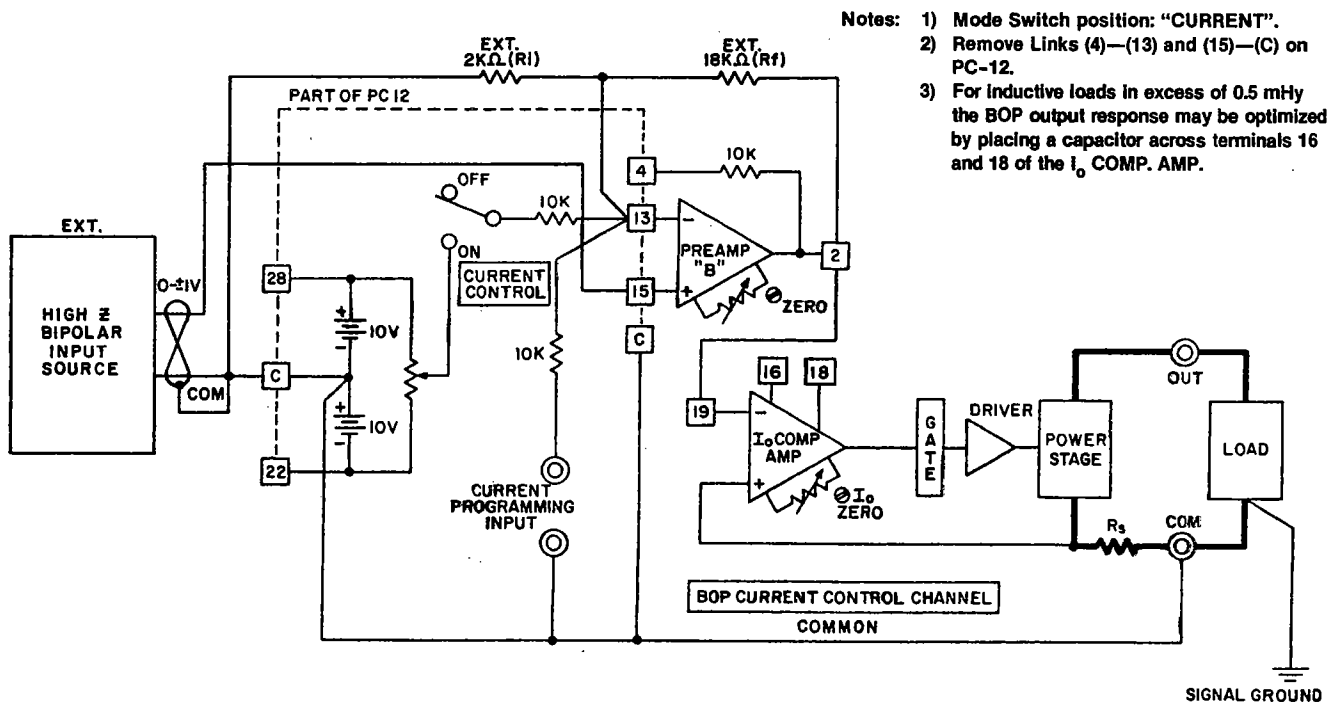 Notes: 1) Mode Switch position: "CURRENT".
2) Remove Links (4)—(13) and (15)—(C) on
PC-12.
3) For inductive loads in excess of 0.5 mHy
the BOP output response may be optimized
by placing a capacitor across terminals 16
and 18 of the Io COMP. AMP.
EXT.
2KΩ(RI)
EXT.
18KΩ(Rf)
PART OF PC 12
4
10K
OFF
10K
13
−
PREAMP
"B"
2
EXT.
0-±1V
ON
28
CURRENT
CONTROL
15
+
ZERO
HIGH Z
BIPOLAR
INPUT
SOURCE
+
10V
−
10K
C
C
COM
16
18
OUT
+
10V
−
19
−
Io COMP
AMP
+
GATE
DRIVER
POWER
STAGE
LOAD
22
CURRENT
PROGRAMMING
INPUT
Io
ZERO
Rs
COM
BOP CURRENT CONTROL CHANNEL
COMMON
SIGNAL GROUND